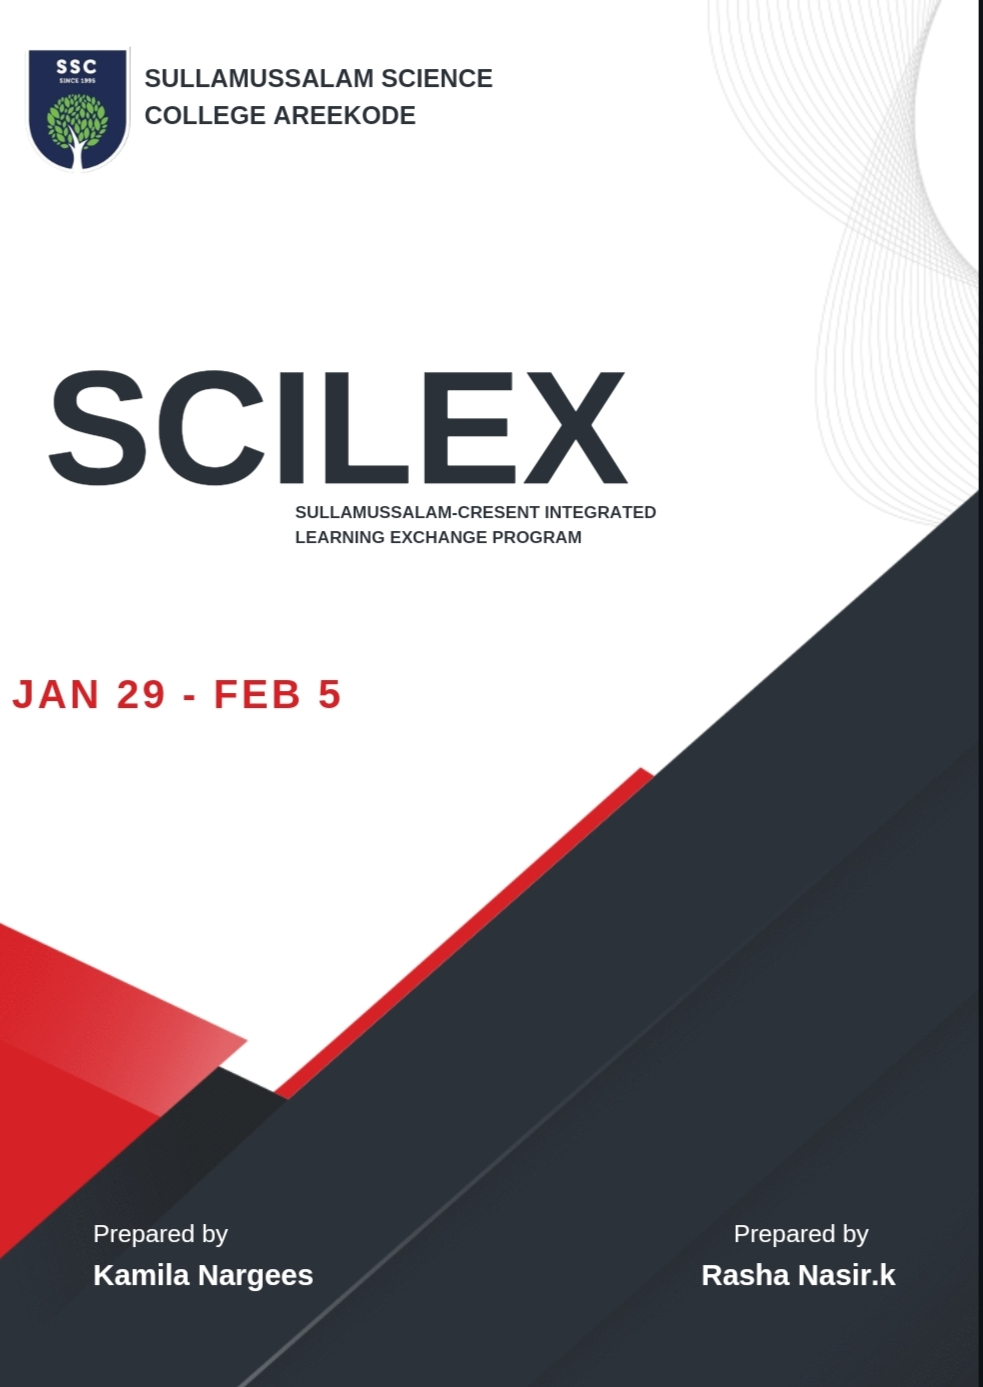 SSC
SINCE 1995
SULLAMUSSALAM SCIENCE
COLLEGE AREEKODE
SCILEX
SULLAMUSSALAM-CRESENT INTEGRATED
LEARNING EXCHANGE PROGRAM
JAN 29 - FEB 5
Prepared by
Kamila Nargees
Prepared by
Rasha Nasir.k